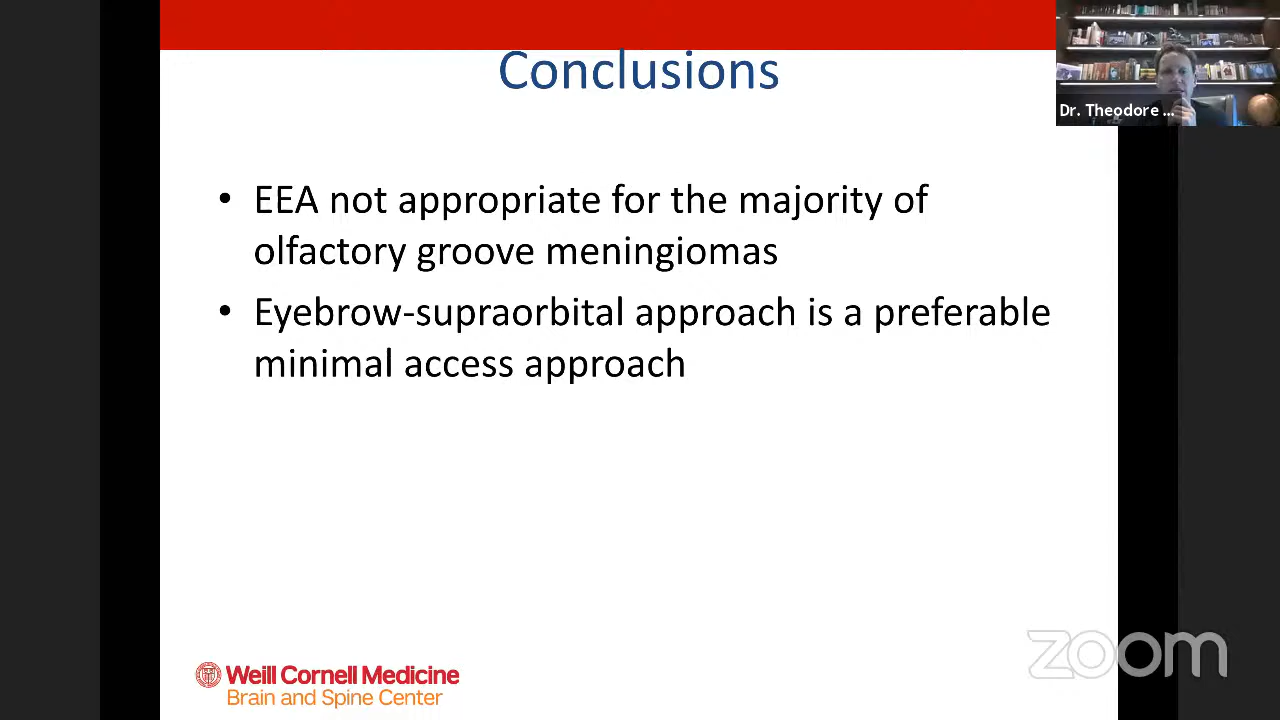 Conclusions
Dr. Theodore ...
• EEA not appropriate for the majority of
olfactory groove meningiomas
• Eyebrow-supraorbital approach is a preferable
minimal access approach
zoom
Weill Cornell Medicine
Brain and Spine Center